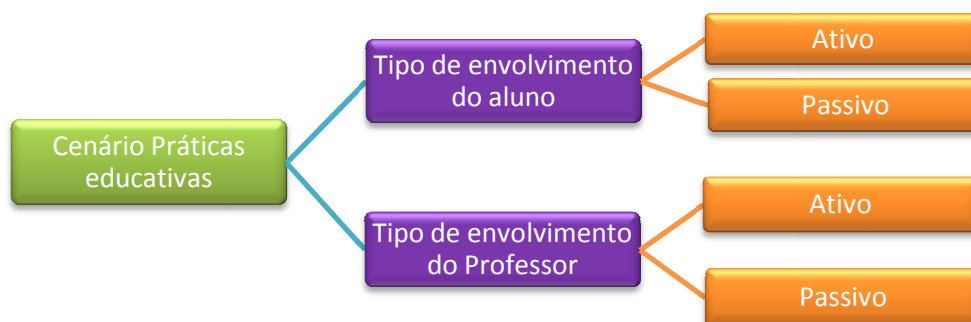 Cenário Práticas
educativas
Tipo de envolvimento
do aluno
Ativo
Passivo
Tipo de envolvimento
do Professor
Ativo
Passivo